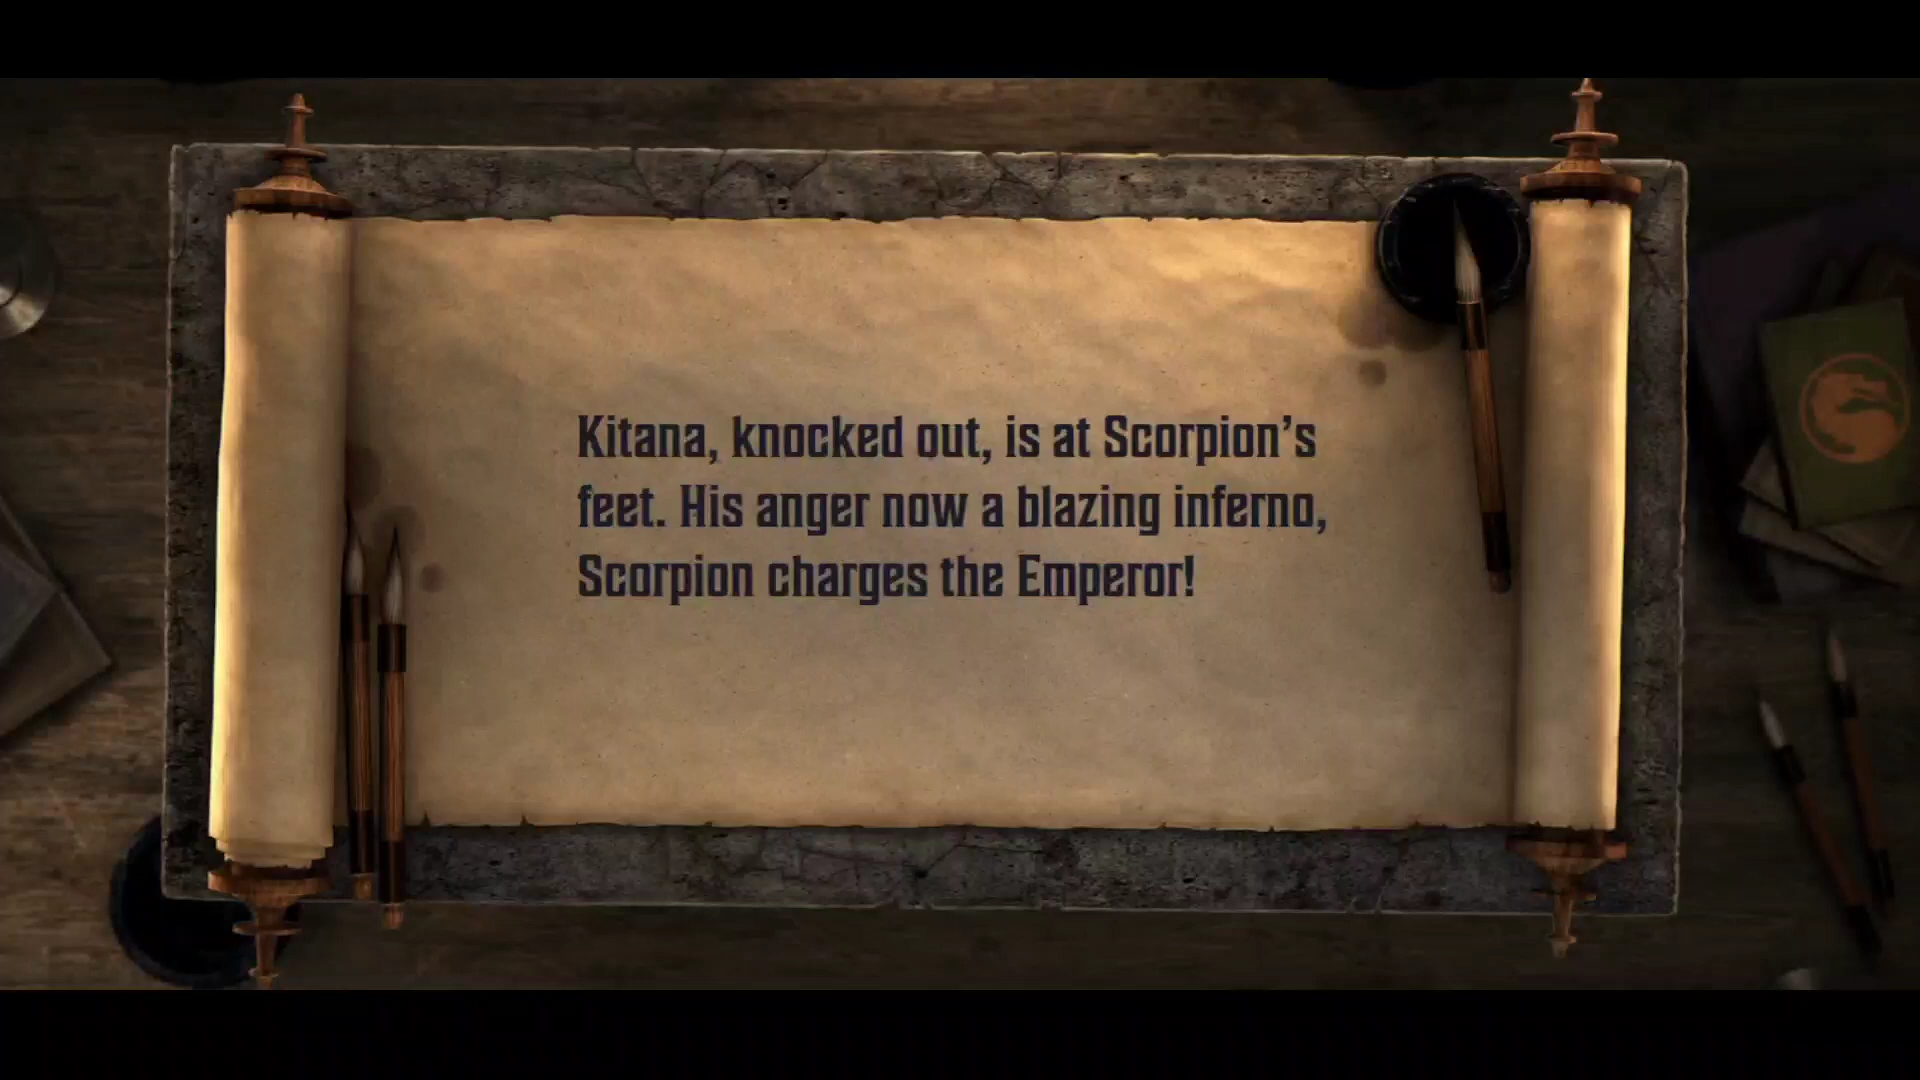 Kitana, knocked out, is at Scorpion’s
feet. His anger now a blazing inferno,
Scorpion charges the Emperor!